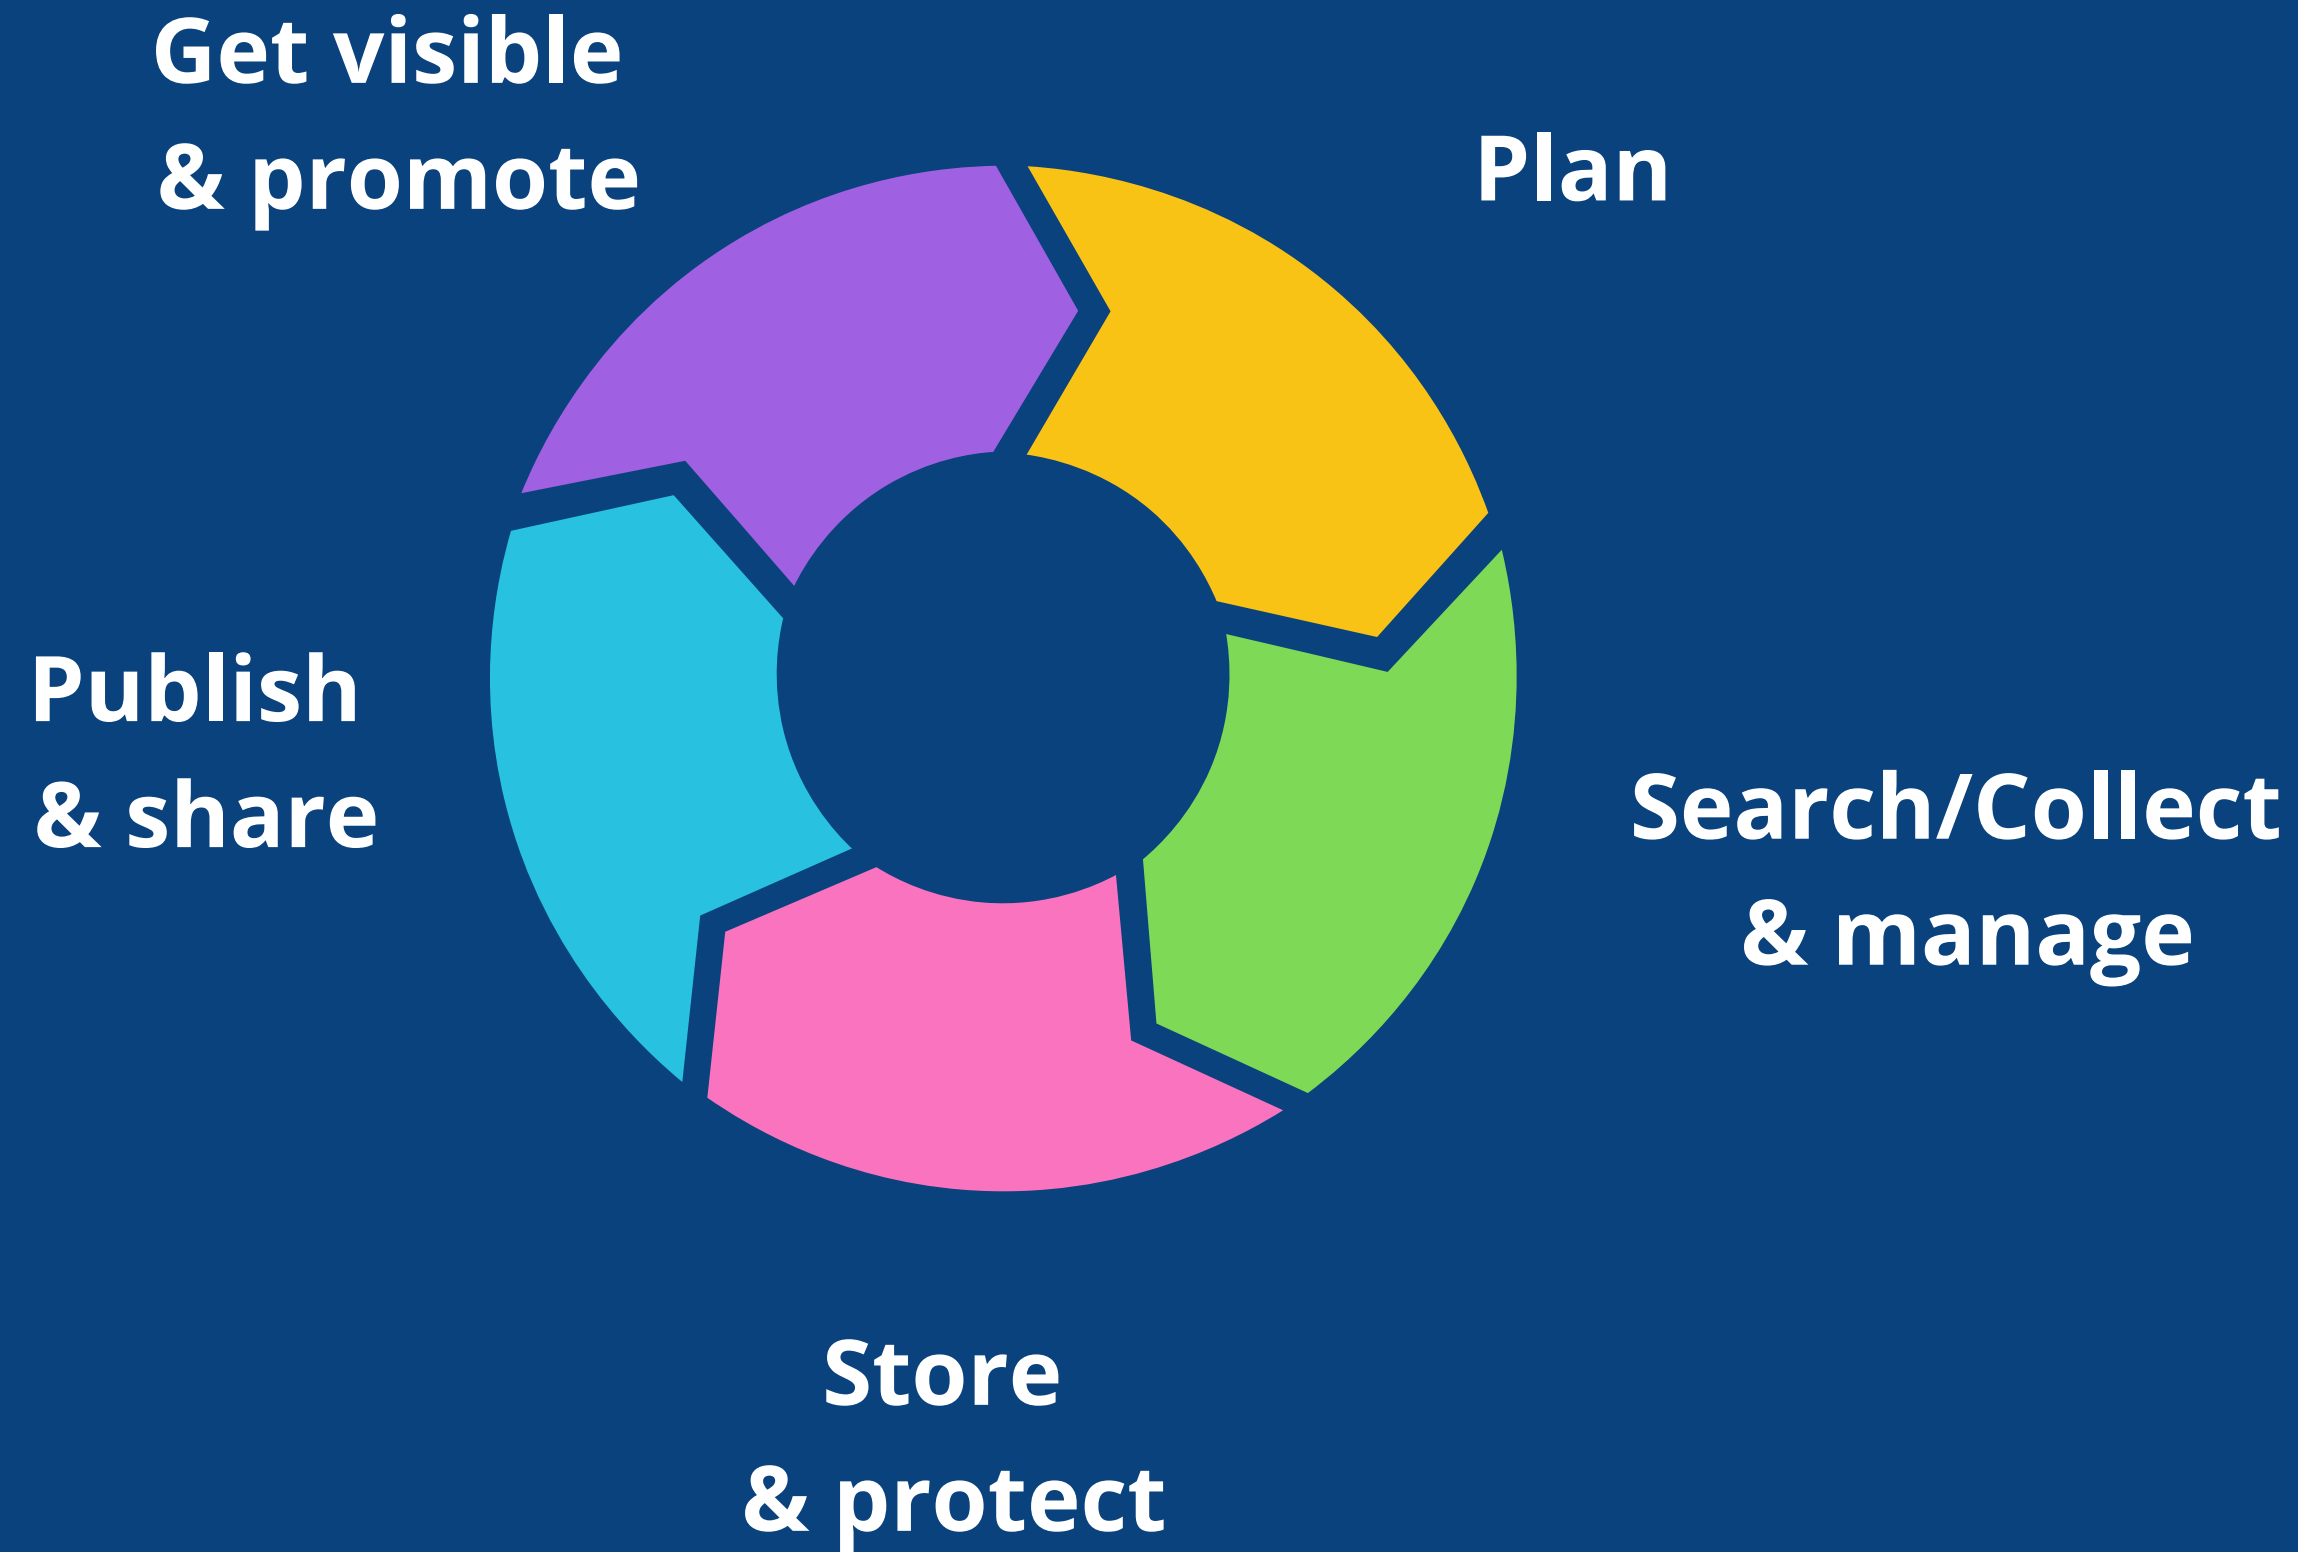 Get visible
& promote
Plan
Publish
& share
Search/Collect
& manage
Store
& protect